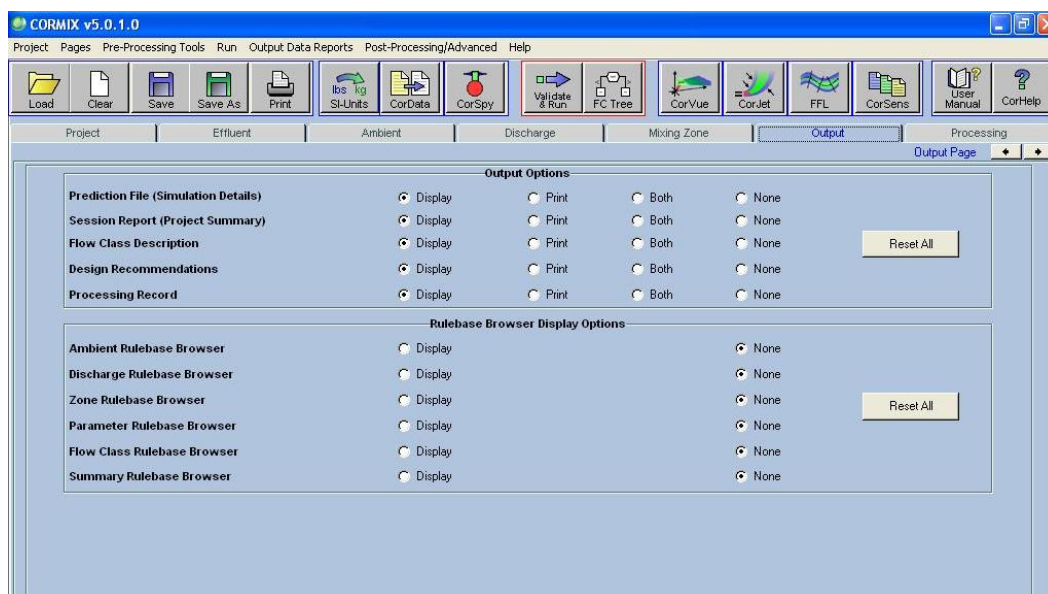 CORMIX v5.0.1.0
Project Pages Pre-Processing Tools Run Output Data Reports Post-Processing/Advanced Help
lbs kg
Load Clear Save Save As Print SI-Units CorData CorSpy Validate & Run FC Tree CorVue CorJet FFL CorSens User Manual CorHelp
Project Effluent Ambient Discharge Mixing Zone Output Processing
Output Page
Output Options
Prediction File (Simulation Details) Display Print Both None
Session Report (Project Summary) Display Print Both None
Flow Class Description Display Print Both None
Reset All
Design Recommendations Display Print Both None
Processing Record Display Print Both None
Rulebase Browser Display Options
Ambient Rulebase Browser Display None
Discharge Rulebase Browser Display None
Zone Rulebase Browser Display None
Reset All
Parameter Rulebase Browser Display None
Flow Class Rulebase Browser Display None
Summary Rulebase Browser Display None